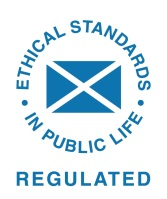 ETHICAL STANDARDS
IN PUBLIC LIFE
REGULATED